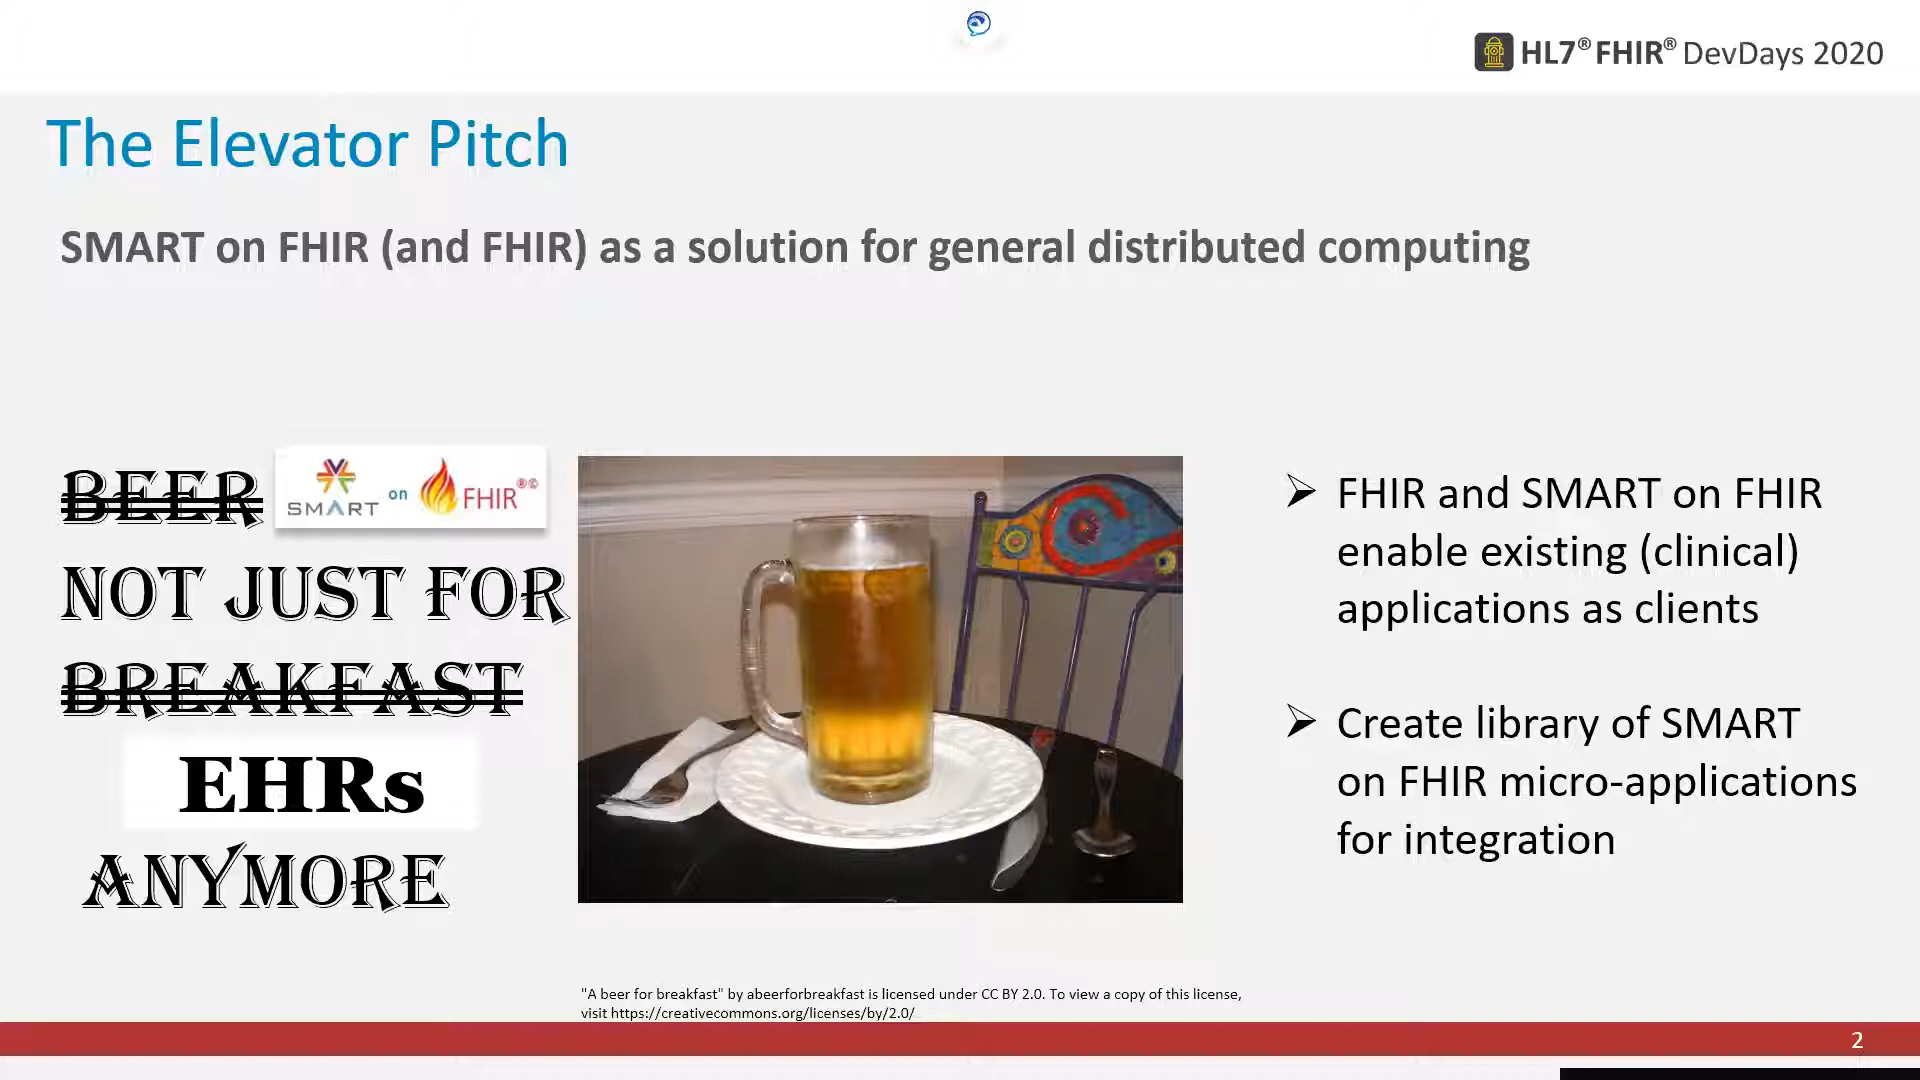 HL7® FHIR® DevDays 2020
The Elevator Pitch
SMART on FHIR (and FHIR) as a solution for general distributed computing
BEER
SMART on FHIR®©
NOT JUST FOR
BREAKFAST
EHRs
ANYMORE
➢ FHIR and SMART on FHIR
enable existing (clinical)
applications as clients
➢ Create library of SMART
on FHIR micro-applications
for integration
"A beer for breakfast" by abeerforbreakfast is licensed under CC BY 2.0. To view a copy of this license,
visit https://creativecommons.org/licenses/by/2.0/
2